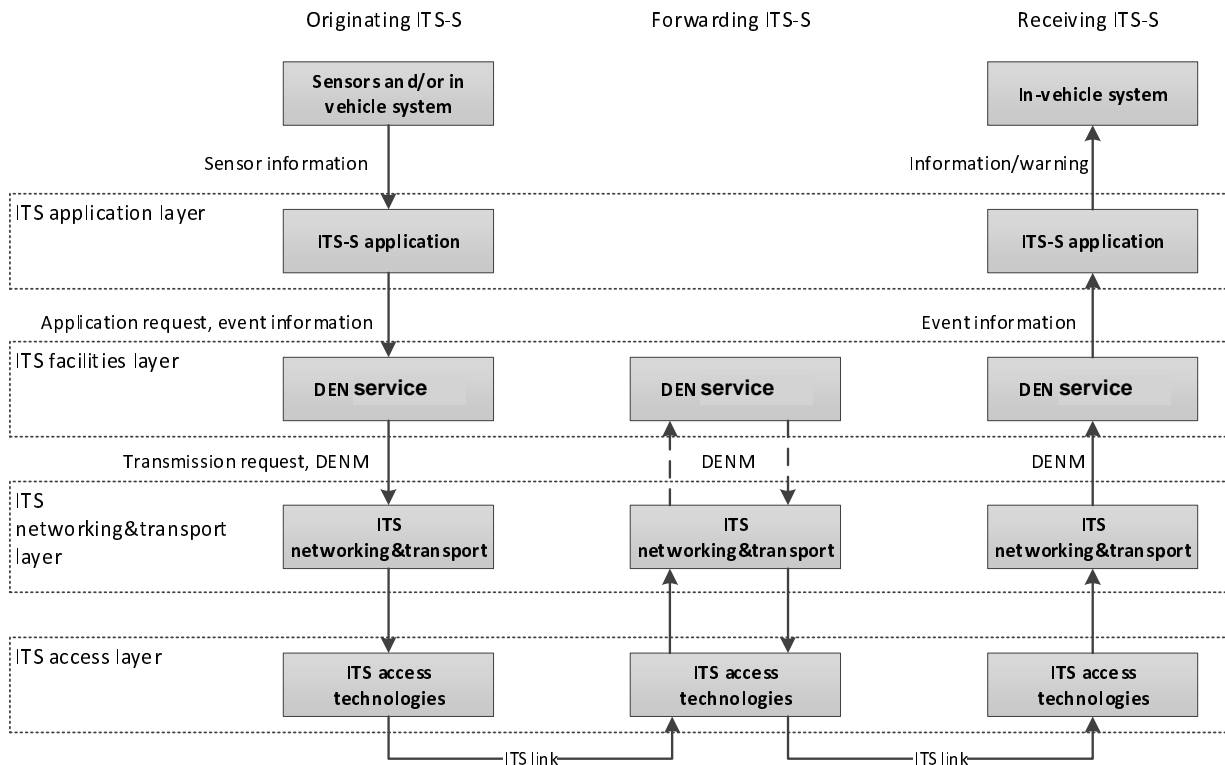 Originating ITS-S
Forwarding ITS-S
Receiving ITS-S
Sensors and/or in
vehicle system
In-vehicle system
Sensor information
Information/warning
ITS application layer
ITS-S application
ITS-S application
Application request, event information
Event information
ITS facilities layer
DEN service
DEN service
DEN service
Transmission request, DENM
DENM
DENM
ITS
networking&transport
layer
ITS
networking&transport
ITS
networking&transport
ITS
networking&transport
ITS access layer
ITS access
technologies
ITS access
technologies
ITS access
technologies
ITS link
ITS link